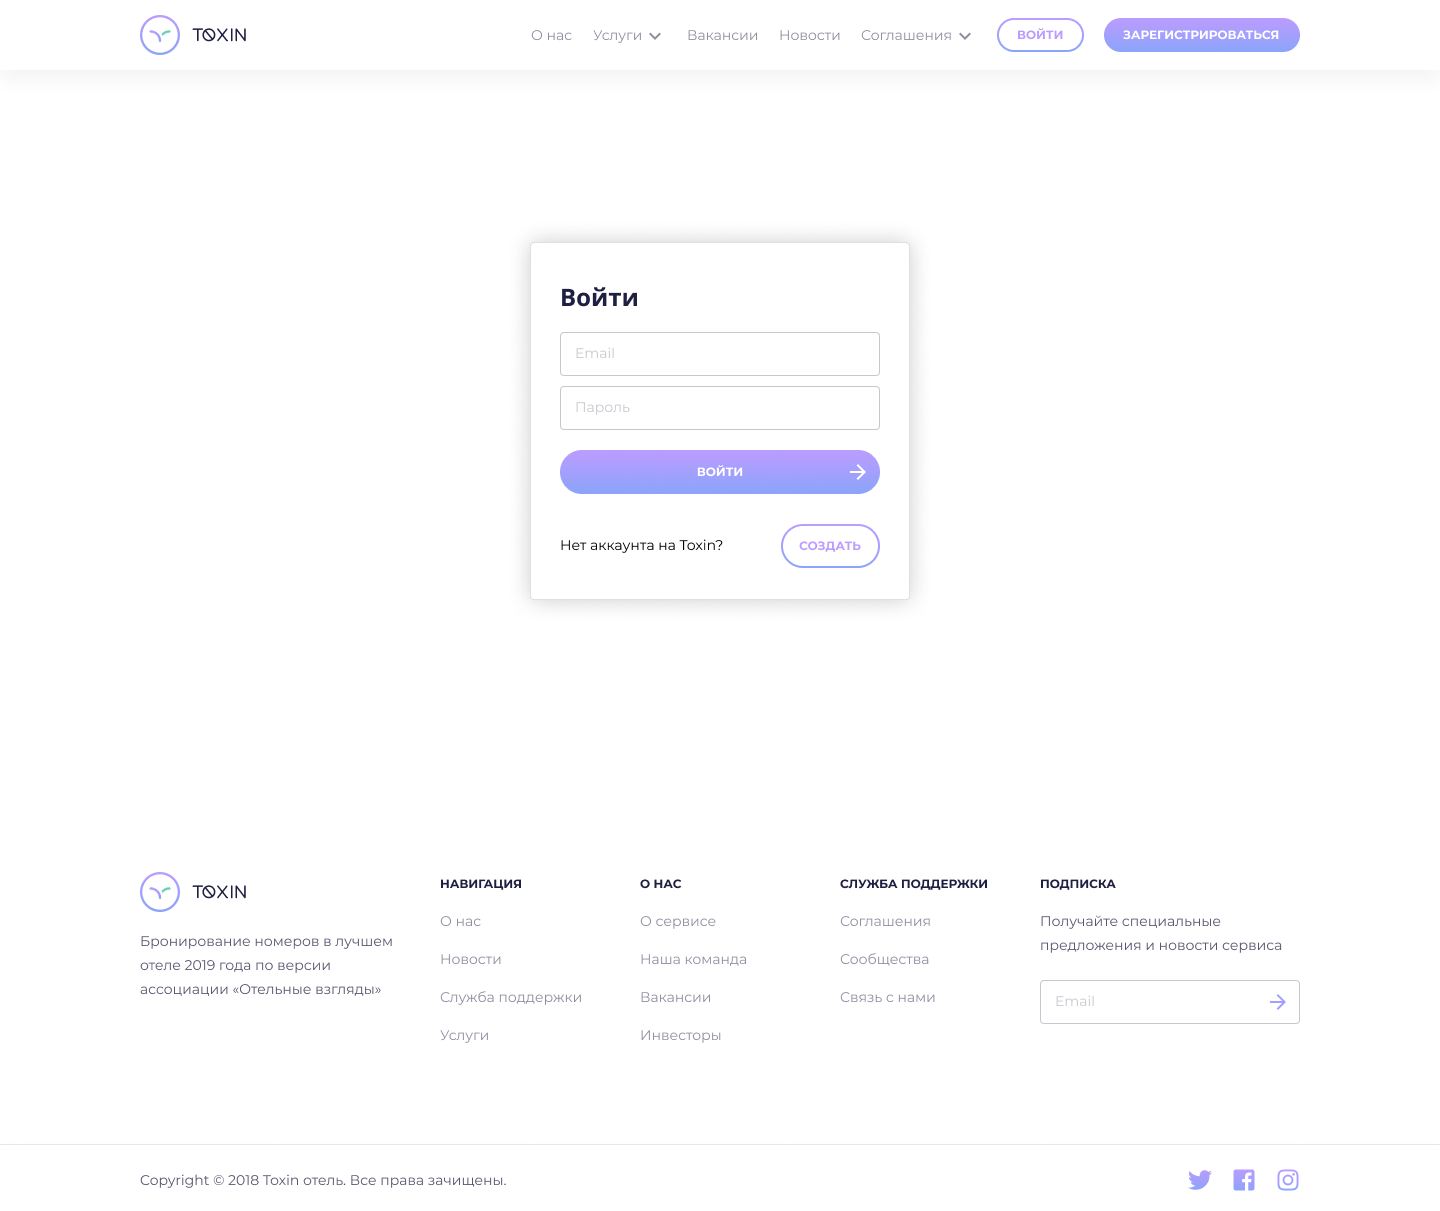 TOXIN
О нас
Услуги
Вакансии
Новости
Соглашения
ВОЙТИ
ЗАРЕГИСТРИРОВАТЬСЯ
Войти
Email
Пароль
ВОЙТИ
Нет аккаунта на Toxin?
СОЗДАТЬ
TOXIN
Бронирование номеров в лучшем
отеле 2019 года по версии
ассоциации «Отельные взгляды»
НАВИГАЦИЯ
О нас
Новости
Служба поддержки
Услуги
О НАС
О сервисе
Наша команда
Вакансии
Инвесторы
СЛУЖБА ПОДДЕРЖКИ
Соглашения
Сообщества
Связь с нами
ПОДПИСКА
Получайте специальные
предложения и новости сервиса
Email
Copyright © 2018 Toxin отель. Все права зачищены.